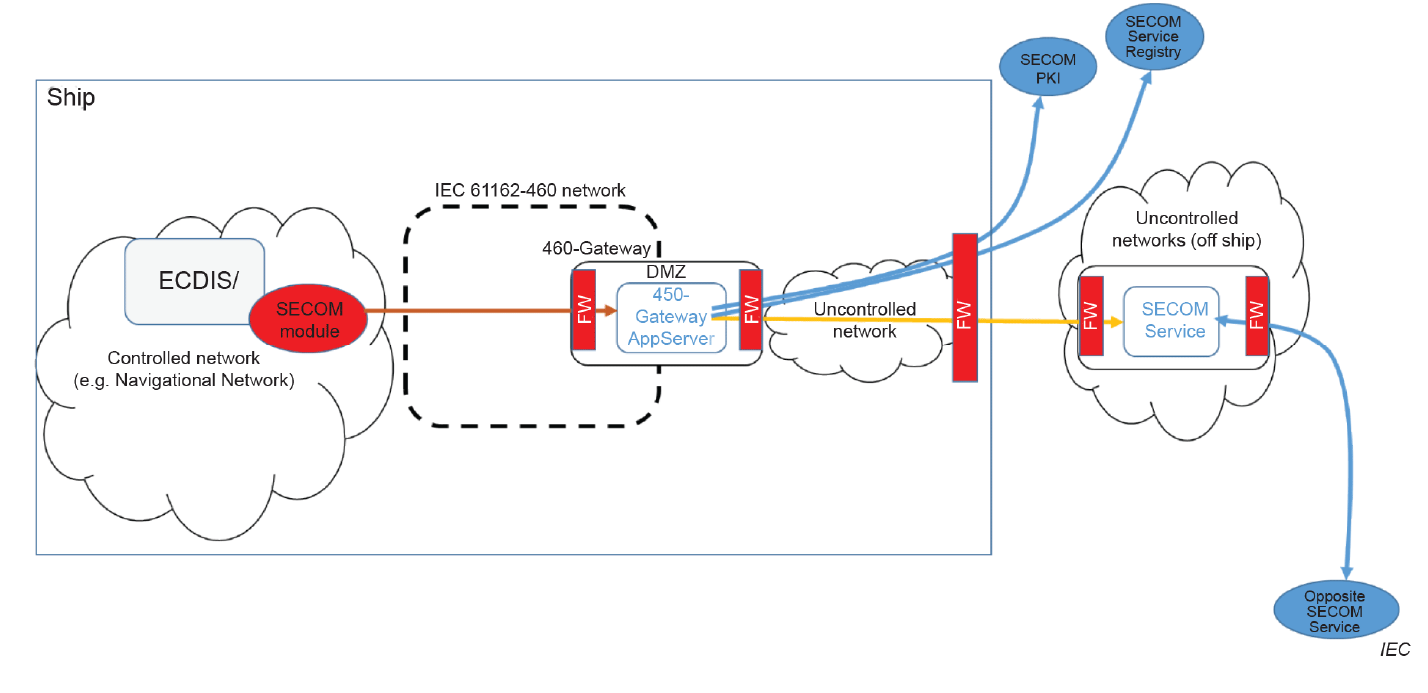 SECOM
Service
Registry
SECOM
PKI
Ship
IEC 61162-460 network
Uncontrolled
networks (off ship)
460-Gateway
DMZ
ECDIS/
SECOM
module
FW
450-
Gateway
AppServer
FW
Uncontrolled
network
FW
FW
SECOM
Service
FW
Controlled network
(e.g. Navigational Network)
Opposite
SECOM
Service
IEC